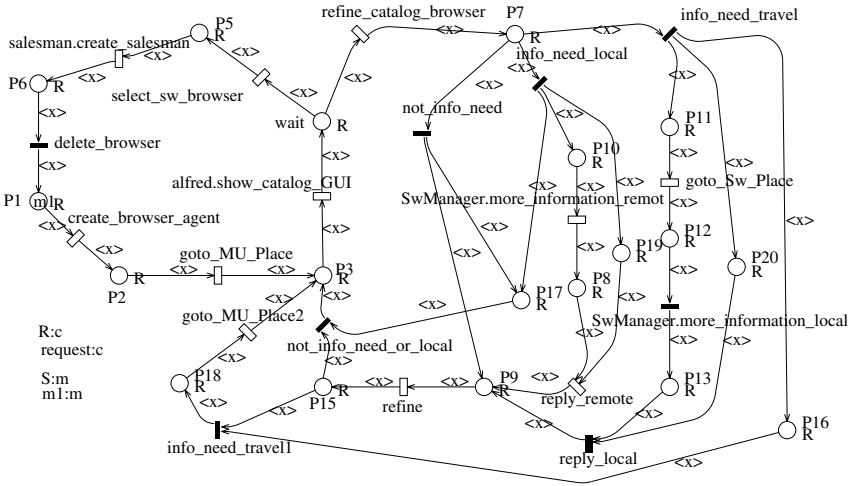 refine_catalog_browser
P7
R
<x>
<x>
info_need_travel
P5
R
salesman.create_salesman
<x>
<x>
info_need_local
P6
R
<x>
select_sw_browser
<x>
<x>
<x>
<x>
not_info_need
<x>
<x>
delete_browser
wait
R
P11
R
<x>
<x>
P10
R
<x>
<x>
P1
m1
R
alfred.show_catalog_GUI
<x>
<x>
<x>
goto_Sw_Place
SwManager.more_information_remot
<x>
create_browser_agent
<x>
<x>
<x>
P12
R
<x>
goto_MU_Place
<x>
<x>
P3
R
<x>
P19
R
P20
R
P2
R
<x>
P17
R
P8
R
<x>
<x>
<x>
R:c
request:c
goto_MU_Place2
<x>
SwManager.more_information_local
not_info_need_or_local
<x>
<x>
<x>
<x>
<x>
S:m
m1:m
P18
R
P15
R
<x>
refine
<x>
P9
R
<x>
reply_remote
P13
R
<x>
<x>
<x>
<x>
P16
R
info_need_travel1
reply_local
<x>